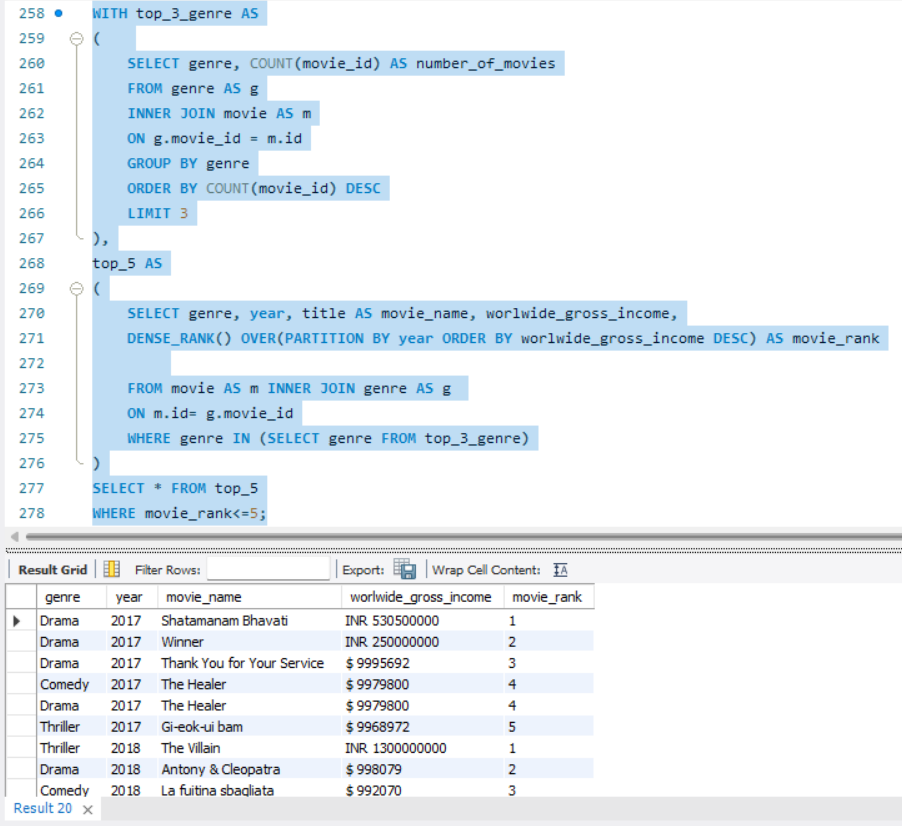 258 WITH top_3_genre AS
259 (
260 SELECT genre, COUNT(movie_id) AS number_of_movies
261 FROM genre AS g
262 INNER JOIN movie AS m
263 ON g.movie_id = m.id
264 GROUP BY genre
265 ORDER BY COUNT(movie_id) DESC
266 LIMIT 3
267 ),
268 top_5 AS
269 (
270 SELECT genre, year, title AS movie_name, worlwide_gross_income,
271 DENSE_RANK() OVER(PARTITION BY year ORDER BY worlwide_gross_income DESC) AS movie_rank
272
273 FROM movie AS m INNER JOIN genre AS g
274 ON m.id= g.movie_id
275 WHERE genre IN (SELECT genre FROM top_3_genre)
276 )
277 SELECT * FROM top_5
278 WHERE movie_rank<=5;
Result Grid Filter Rows: Export: Wrap Cell Content: IA
genre year movie_name worlwide_gross_income movie_rank
Drama 2017 Shatamanam Bhavati INR 530500000 1
Drama 2017 Winner INR 250000000 2
Drama 2017 Thank You for Your Service $ 9995692 3
Comedy 2017 The Healer $ 9979800 4
Drama 2017 The Healer $ 9979800 4
Thriller 2017 Gi-eok-ui bam $ 9968972 5
Thriller 2018 The Villain INR 1300000000 1
Drama 2018 Antony & Cleopatra $ 998079 2
Comedy 2018 La fuitina sbagliata $ 992070 3
Result 20